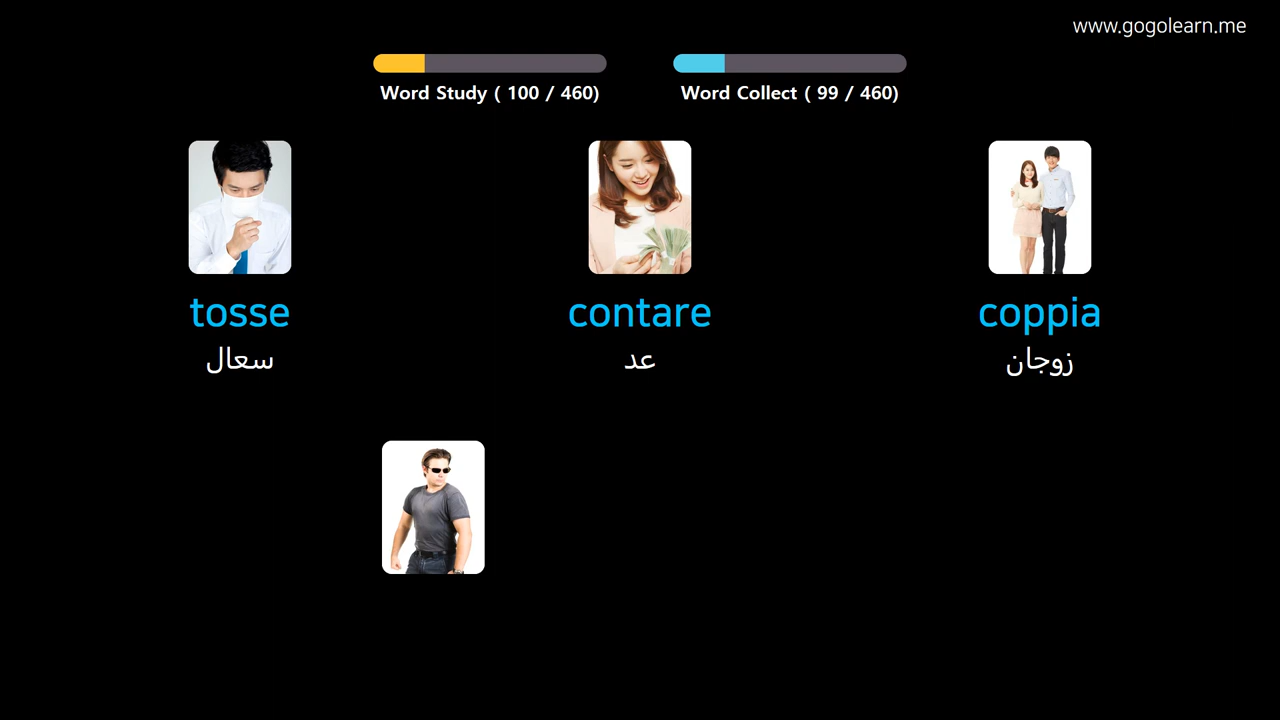 www.gogolearn.me
Word Study ( 100 / 460)
Word Collect ( 99 / 460)
tosse
contare
coppia
سعال
عد
زوجان